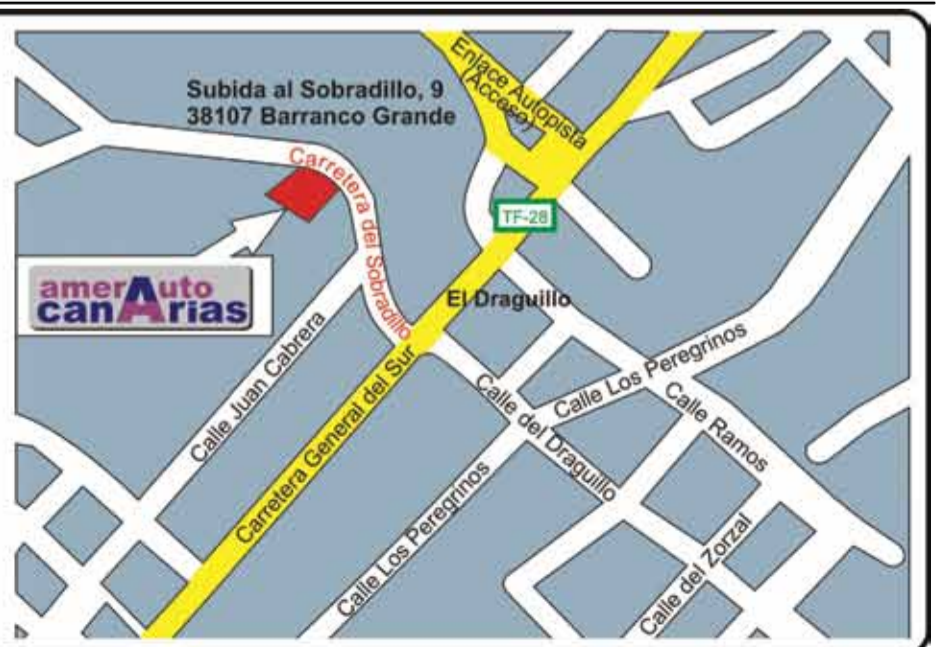 Subida al Sobradillo, 9
38107 Barranco Grande
Enlace Autopista
(Acceso)
Carretera del Sobradillo
TF-28
amerAuto
canArias
El Draguillo
Calle Juan Cabrera
Carretera General del Sur
Calle Los Peregrinos
Calle del Draguillo
Calle Ramos
Calle Los Peregrinos
Calle del Zorzal